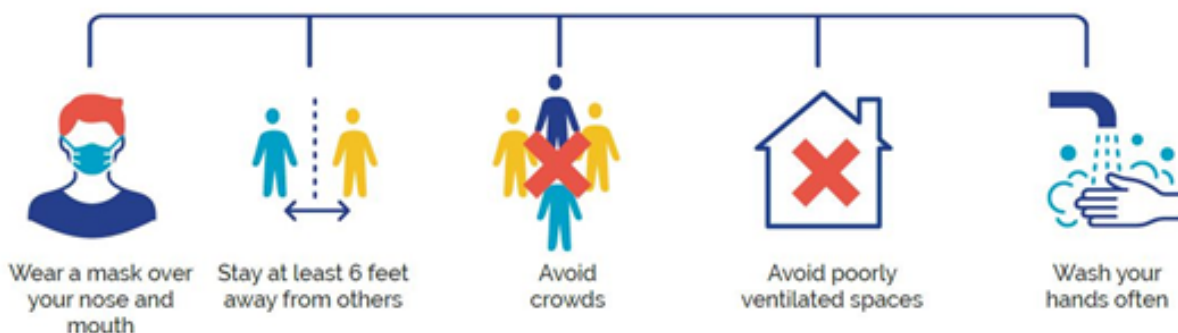 Wear a mask over
your nose and
mouth
Stay at least 6 feet
away from others
Avoid
crowds
Avoid poorly
ventilated spaces
Wash your
hands often